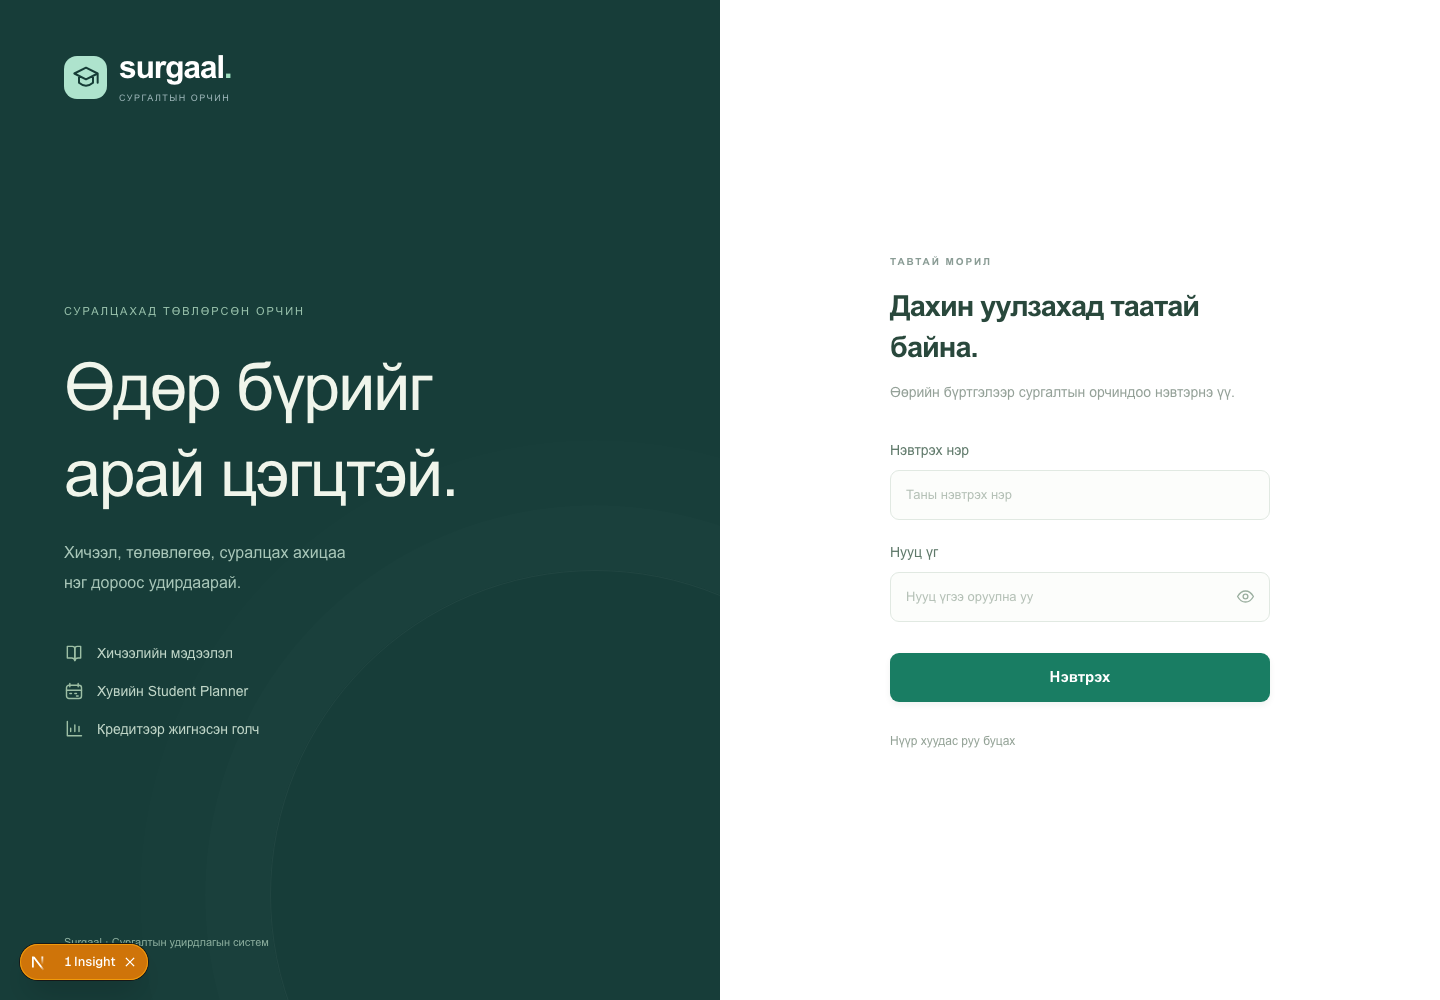 surgaal.
СУРГАЛТЫН ОРЧИН
СУРАЛЦАХАД ТӨВЛӨРСӨН ОРЧИН
Өдөр бүрийг
арай цэгцтэй.
Хичээл, төлөвлөгөө, суралцах ахицаа
нэг дороос удирдаарай.
Хичээлийн мэдээлэл
Хувийн Student Planner
Кредитээр жигнэсэн голч
Surgaal · Сургалтын удирдлагын систем
1 Insight
ТАВТАЙ МОРИЛ
Дахин уулзахад таатай
байна.
Өөрийн бүртгэлээр сургалтын орчиндоо нэвтэрнэ үү.
Нэвтрэх нэр
Таны нэвтрэх нэр
Нууц үг
Нууц үгээ оруулна уу
Нэвтрэх
Нүүр хуудас руу буцах